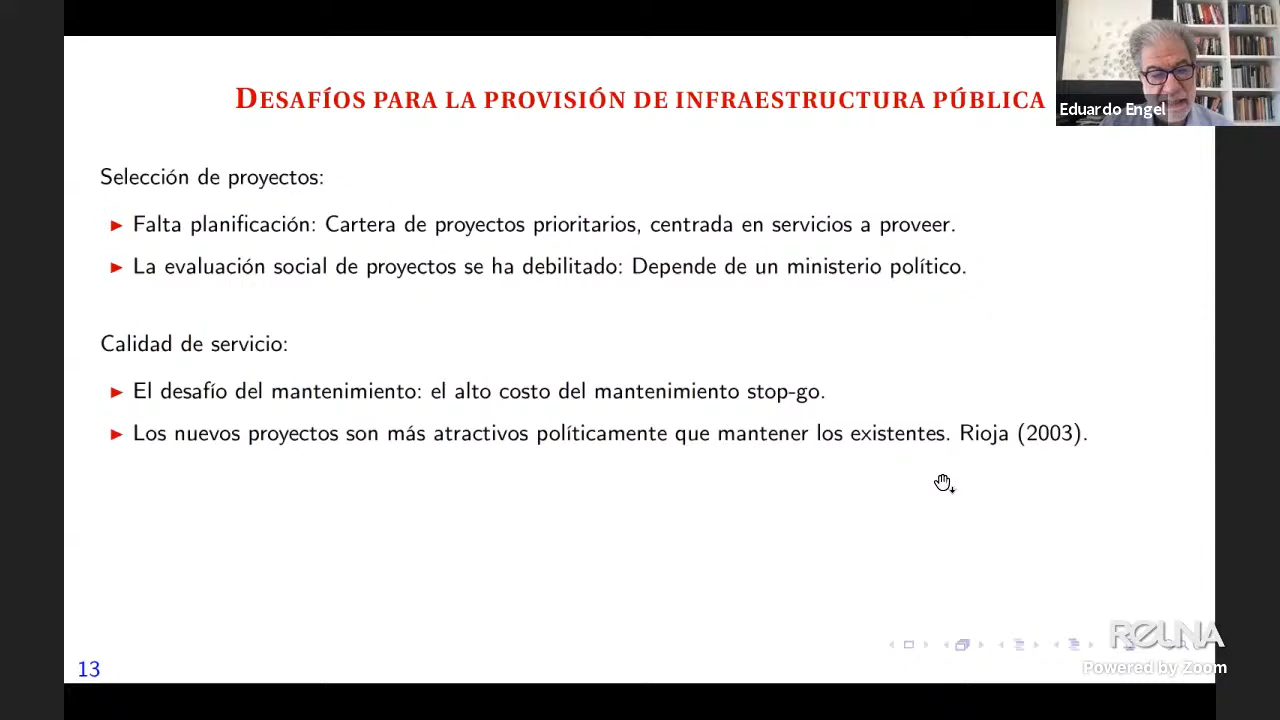 DESAFÍOS PARA LA PROVISIÓN DE INFRAESTRUCTURA PÚBLICA
Eduardo Engel
Selección de proyectos:
Falta planificación: Cartera de proyectos prioritarios, centrada en servicios a proveer.
La evaluación social de proyectos se ha debilitado: Depende de un ministerio político.
Calidad de servicio:
El desafío del mantenimiento: el alto costo del mantenimiento stop-go.
Los nuevos proyectos son más atractivos políticamente que mantener los existentes. Rioja (2003).
REUNA
Powered by Zoom
13